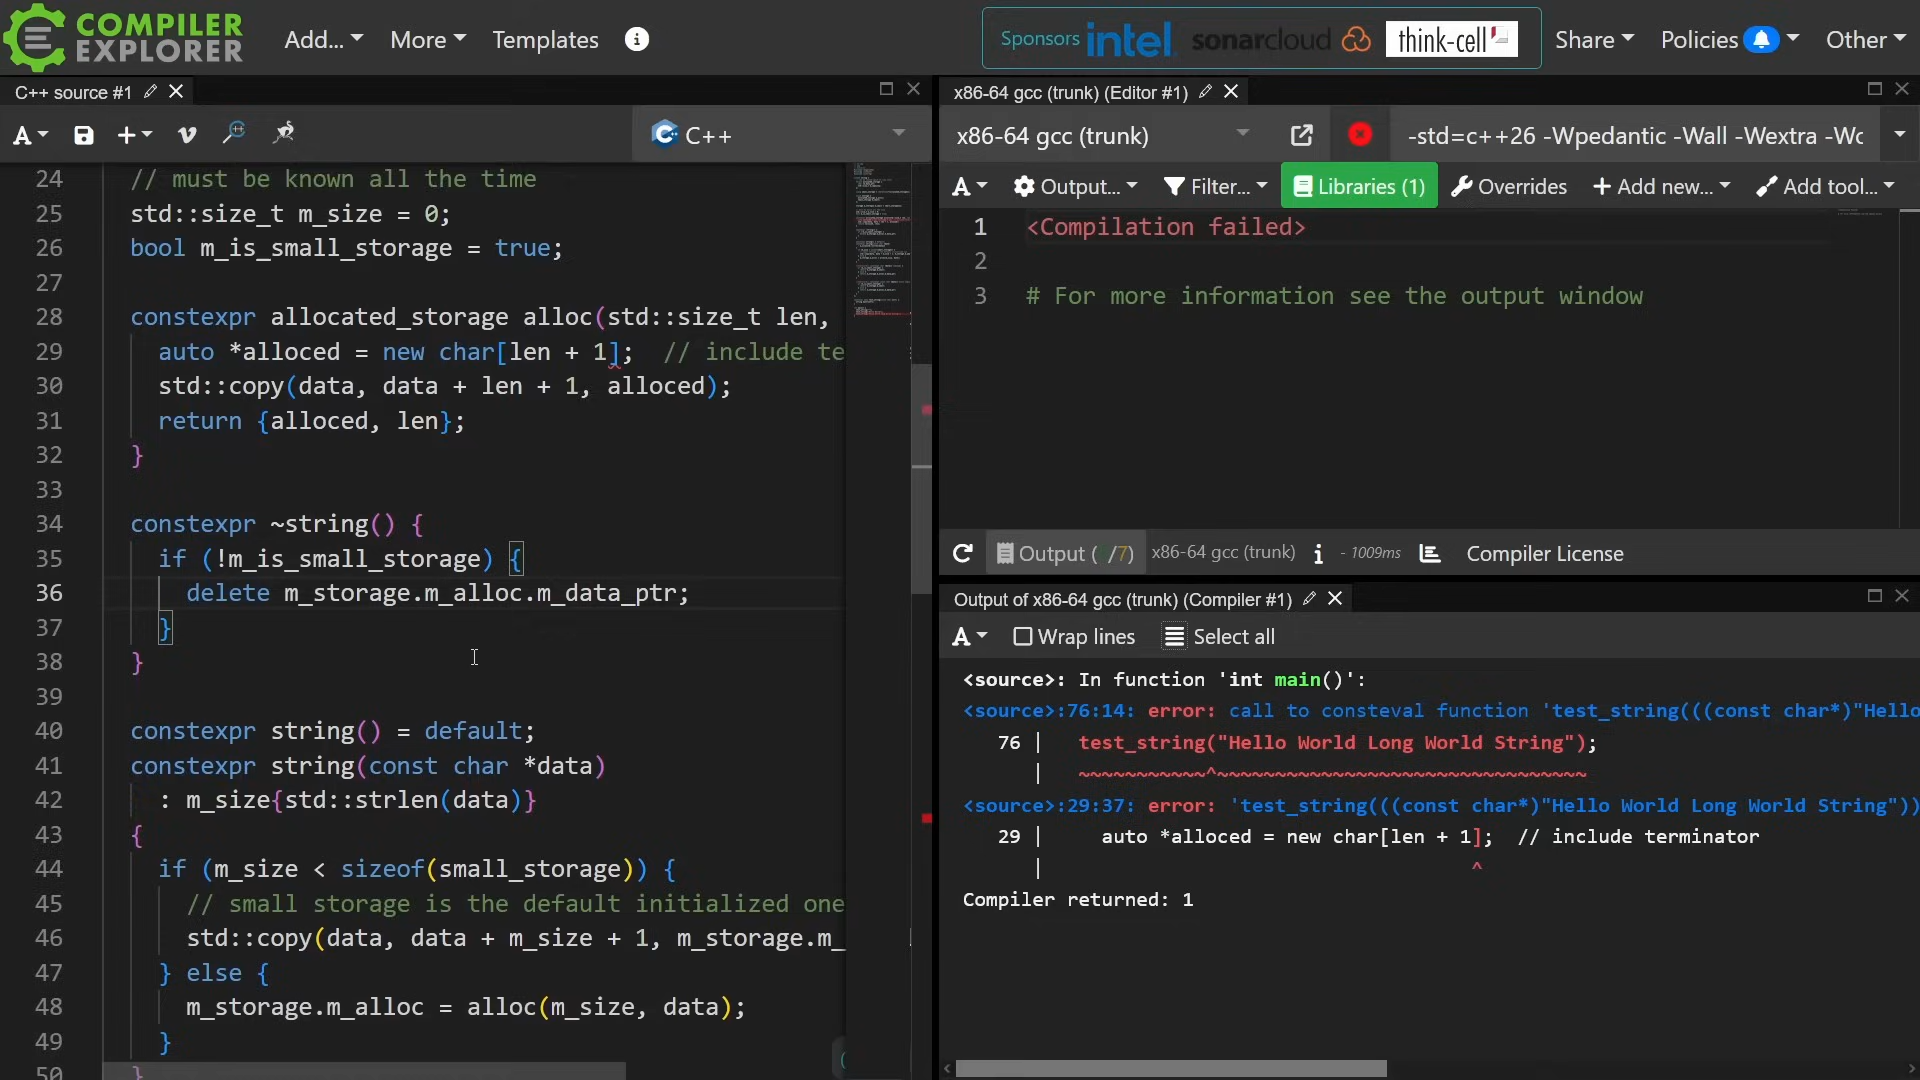 COMPILER
EXPLORER
Add...
More
Templates
Sponsors intel sonarcloud think-cell
Share
Policies
Other
C++ source #1
A
C++
24 // must be known all the time
25 std::size_t m_size = 0;
26 bool m_is_small_storage = true;
27
28 constexpr allocated_storage alloc(std::size_t len,
29 auto *alloced = new char[len + 1]; // include te
30 std::copy(data, data + len + 1, alloced);
31 return {alloced, len};
32 }
33
34 constexpr ~string() {
35 if (!m_is_small_storage) {
36 delete m_storage.m_alloc.m_data_ptr;
37 }
38 }
39
40 constexpr string() = default;
41 constexpr string(const char *data)
42 : m_size{std::strlen(data)}
43 {
44 if (m_size < sizeof(small_storage)) {
45 // small storage is the default initialized one
46 std::copy(data, data + m_size + 1, m_storage.m_
47 } else {
48 m_storage.m_alloc = alloc(m_size, data);
49 }
50 }
x86-64 gcc (trunk) (Editor #1)
x86-64 gcc (trunk)
-std=c++26 -Wpedantic -Wall -Wextra -Wc
A
Output...
Filter...
Libraries (1)
Overrides
+ Add new...
Add tool...
1 <Compilation failed>
2
3 # For more information see the output window
Output ( /7) x86-64 gcc (trunk) i - 1009ms Compiler License
Output of x86-64 gcc (trunk) (Compiler #1)
A
Wrap lines
Select all
<source>: In function 'int main()':
<source>:76:14: error: call to consteval function 'test_string(((const char*)"Hello
76 | test_string("Hello World Long World String");
| ~~~~~~~~~~~^~~~~~~~~~~~~~~~~~~~~~~~~~~~~~~~~
<source>:29:37: error: 'test_string(((const char*)"Hello World Long World String"))
29 | auto *alloced = new char[len + 1]; // include terminator
| ^
Compiler returned: 1